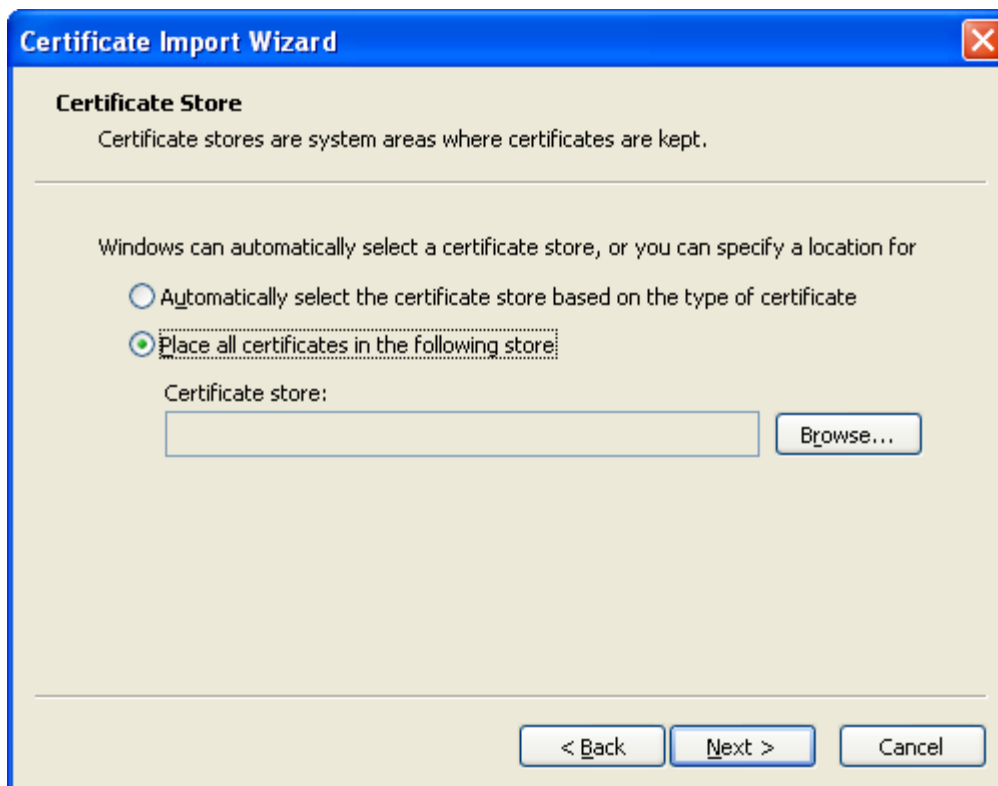 Certificate Import Wizard
Certificate Store
Certificate stores are system areas where certificates are kept.
Windows can automatically select a certificate store, or you can specify a location for
Automatically select the certificate store based on the type of certificate
Place all certificates in the following store
Certificate store:
Browse...
< Back
Next >
Cancel